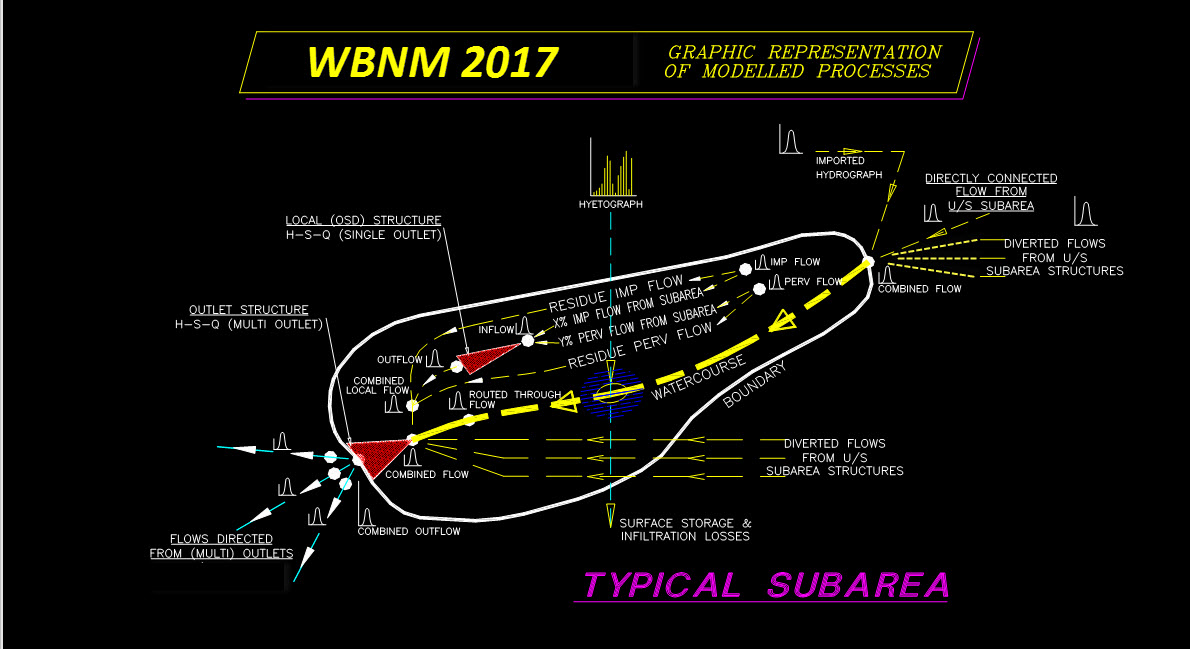 WBNM 2017
GRAPHIC REPRESENTATION
OF MODELLED PROCESSES
IMPORTED
HYDROGRAPH
DIRECTLY CONNECTED
FLOW FROM
U/S SUBAREA
HYETOGRAPH
LOCAL (OSD) STRUCTURE
H-S-Q (SINGLE OUTLET)
DIVERTED FLOWS
FROM U/S
SUBAREA STRUCTURES
IMP FLOW
PERV FLOW
COMBINED FLOW
RESIDUE IMP FLOW
X% IMP FLOW FROM SUBAREA
OUTLET STRUCTURE
H-S-Q (MULTI OUTLET)
INFLOW
Y% PERV FLOW FROM SUBAREA
RESIDUE PERV FLOW
OUTFLOW
COMBINED
LOCAL FLOW
ROUTED THROUGH
FLOW
WATERCOURSE
BOUNDARY
DIVERTED FLOWS
FROM U/S
SUBAREA STRUCTURES
COMBINED FLOW
COMBINED OUTFLOW
SURFACE STORAGE &
INFILTRATION LOSSES
FLOWS DIRECTED
FROM (MULTI) OUTLETS
TYPICAL SUBAREA